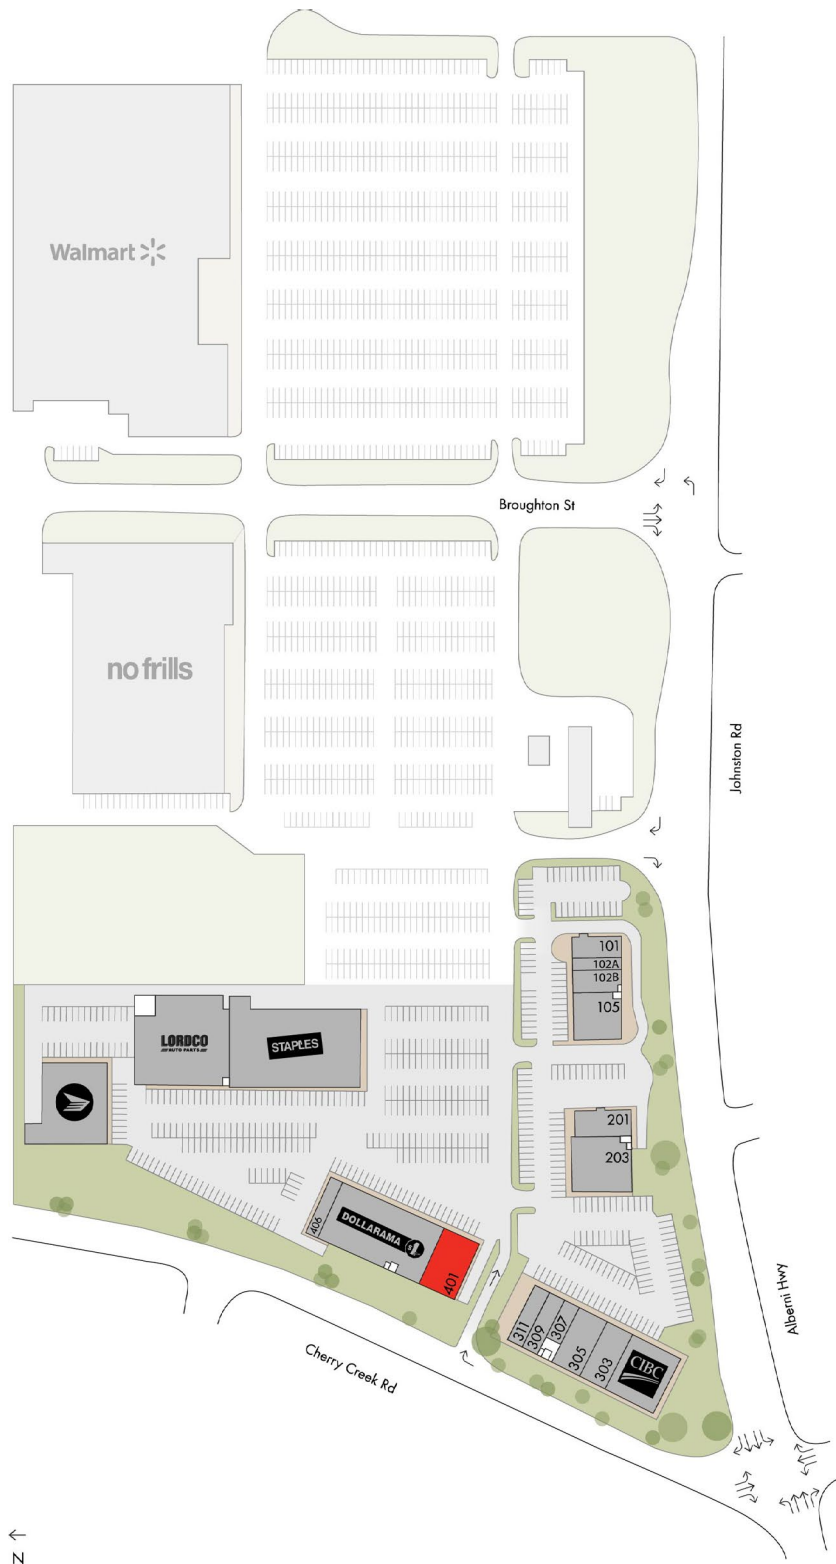 Walmart
Broughton St
no frills
Johnston Rd
101
102A
102B
105
LORDCO
AUTO PARTS
STAPLES
201
203
406
DOLLARAMA $1
401
311
309
307
305
303
CIBC
Alberni Hwy
Cherry Creek Rd
N